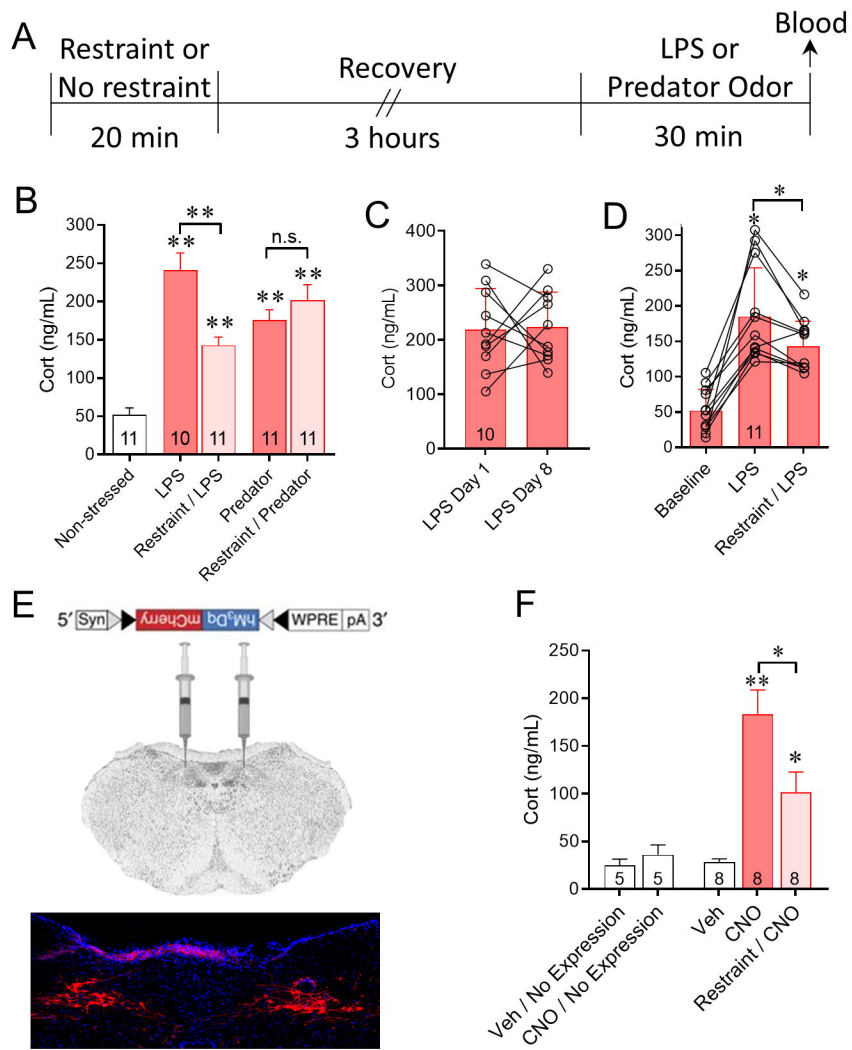 A
Restraint or
No restraint
20 min
Recovery
3 hours
LPS or
Predator Odor
30 min
Blood
B
Cort (ng/mL)
300
250
200
150
100
50
0
**
**
**
n.s.
**
**
11
10
11
11
11
Non-stressed
LPS
Restraint / LPS
Predator
Restraint / Predator
C
Cort (ng/mL)
400
300
200
100
0
10
LPS Day 1
LPS Day 8
D
Cort (ng/mL)
300
250
200
150
100
50
0
*
*
*
11
Baseline
LPS
Restraint / LPS
E
5′ Syn mCherry hM3Dq WPRE pA 3′
F
Cort (ng/mL)
250
200
150
100
50
0
*
**
*
5
5
8
8
8
Veh / No Expression
CNO / No Expression
Veh
CNO
Restraint / CNO